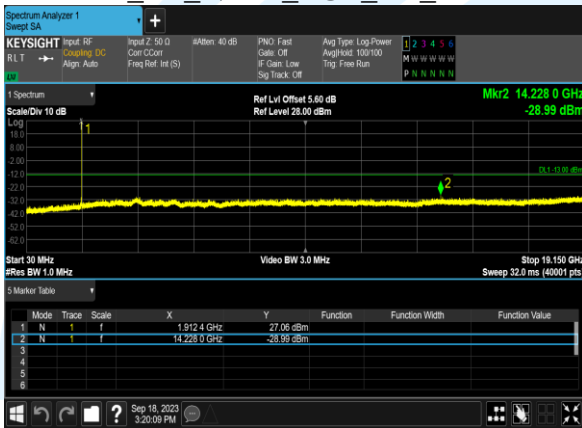 Spectrum Analyzer 1
Swept SA
+
KEYSIGHT Input: RF Input Z: 50 Ω #Atten: 40 dB PNO: Fast Avg Type: Log-Power 1 2 3 4 5 6
RLT Coupling: DC Corr CCorr Gate: Off Avg|Hold: 100/100 M W W W W W
Align: Auto Freq Ref: Int (S) IF Gain: Low Trig: Free Run
Sig Track: Off P N N N N N
LV
1 Spectrum Ref Lvl Offset 5.60 dB Mkr2 14.228 0 GHz
Scale/Div 10 dB Ref Level 28.00 dBm -28.99 dBm
Log
18.0 1
8.00
-2.00
-12.0 DL1 -13.00 dBm
-22.0 2
-32.0
-42.0
-52.0
-62.0
Start 30 MHz Video BW 3.0 MHz Stop 19.150 GHz
#Res BW 1.0 MHz Sweep 32.0 ms (40001 pts
5 Marker Table
Mode Trace Scale X Y Function Function Width Function Value
1 N 1 f 1.912 4 GHz 27.06 dBm
2 N 1 f 14.228 0 GHz -28.99 dBm
3
4
5
6
? Sep 18, 2023
3:20:09 PM